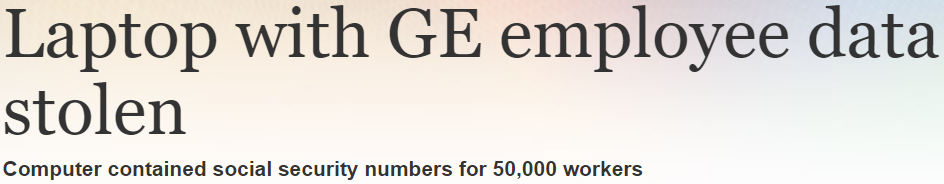 Laptop with GE employee data
stolen
Computer contained social security numbers for 50,000 workers